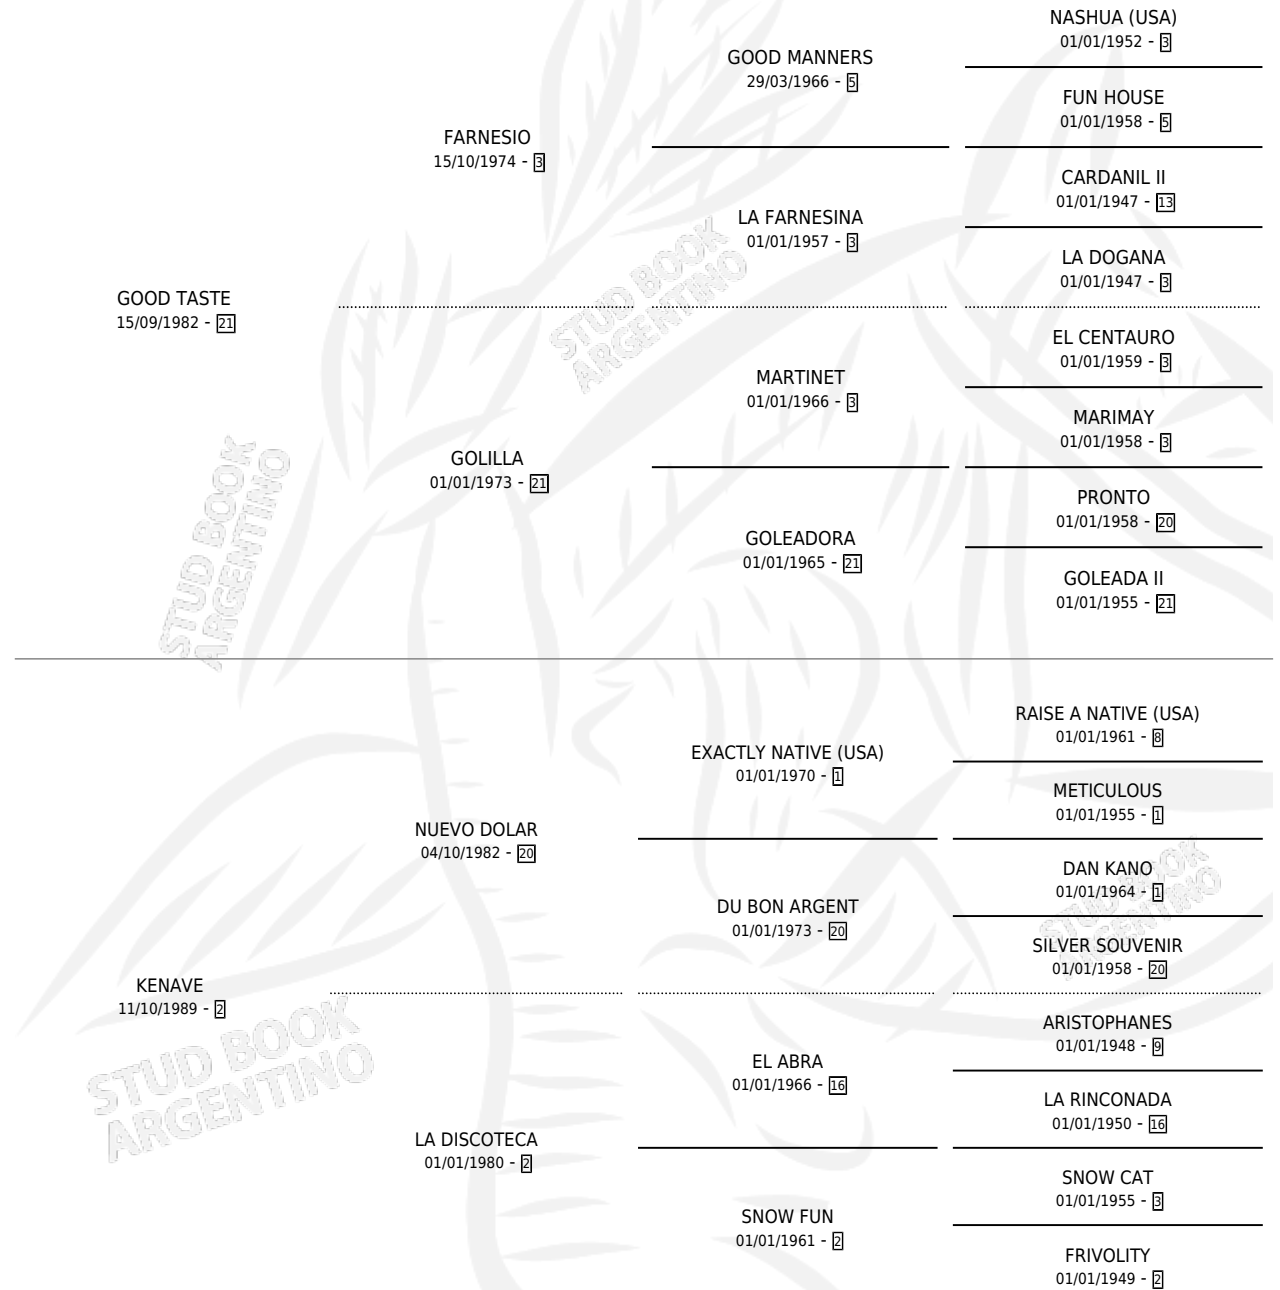 NASHUA (USA)
01/01/1952 - 3
GOOD MANNERS
29/03/1966 - 5
FUN HOUSE
01/01/1958 - 5
FARNESIO
15/10/1974 - 3
CARDANIL II
01/01/1947 - 13
LA FARNESINA
01/01/1957 - 3
LA DOGANA
01/01/1947 - 3
GOOD TASTE
15/09/1982 - 21
STUD BOOK
ARGENTINO
EL CENTAURO
01/01/1959 - 3
MARTINET
01/01/1966 - 3
MARIMAY
01/01/1958 - 3
GOLILLA
01/01/1973 - 21
PRONTO
01/01/1958 - 20
GOLEADORA
01/01/1965 - 21
GOLEADA II
01/01/1955 - 21
STUD BOOK
ARGENTINO
RAISE A NATIVE (USA)
01/01/1961 - 8
EXACTLY NATIVE (USA)
01/01/1970 - 1
METICULOUS
01/01/1955 - 1
NUEVO DOLAR
04/10/1982 - 20
DAN KANO
01/01/1964 - 1
DU BON ARGENT
01/01/1973 - 20
SILVER SOUVENIR
01/01/1958 - 20
STUD BOOK
ARGENTINO
KENAVE
11/10/1989 - 2
ARISTOPHANES
01/01/1948 - 9
EL ABRA
01/01/1966 - 16
LA RINCONADA
01/01/1950 - 16
STUD BOOK
ARGENTINO
LA DISCOTECA
01/01/1980 - 2
SNOW CAT
01/01/1955 - 3
SNOW FUN
01/01/1961 - 2
FRIVOLITY
01/01/1949 - 2